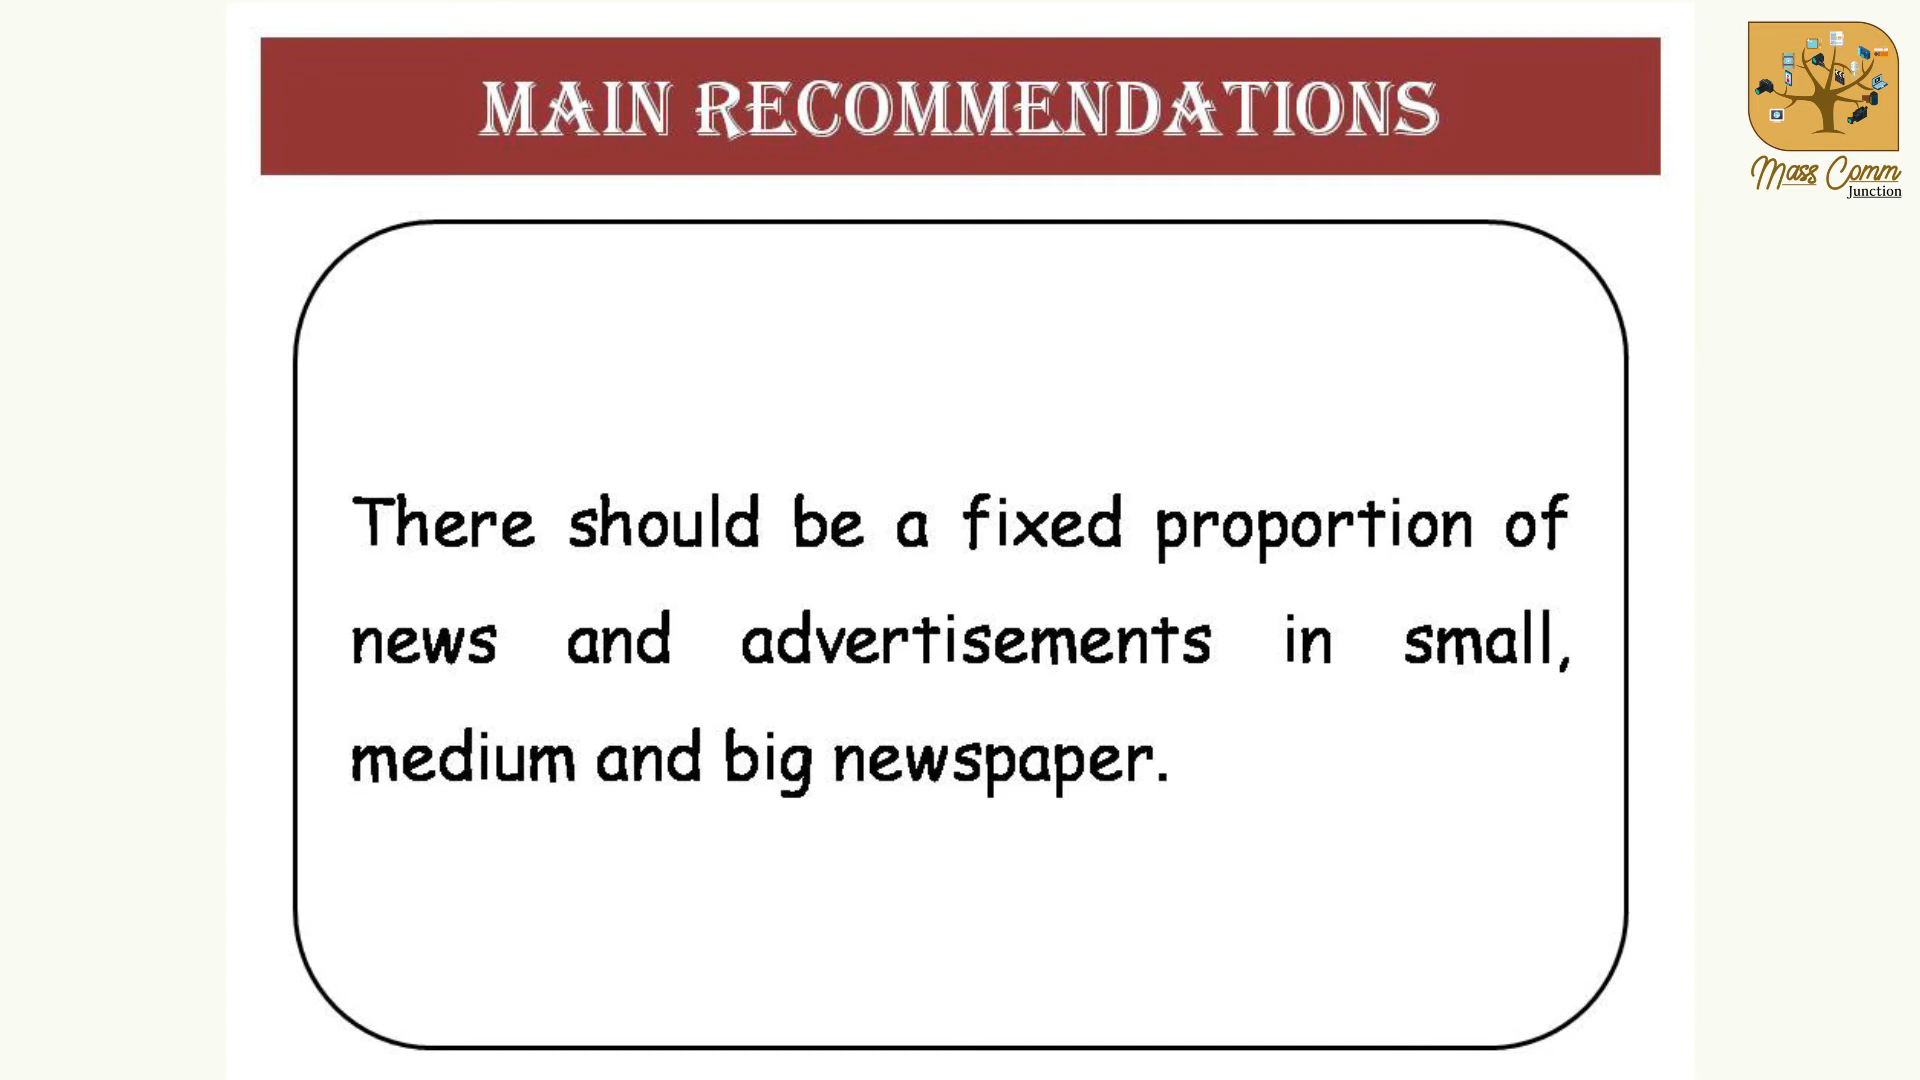 MAIN RECOMMENDATIONS
Mass Comm
Junction
There should be a fixed proportion of
news and advertisements in small,
medium and big newspaper.